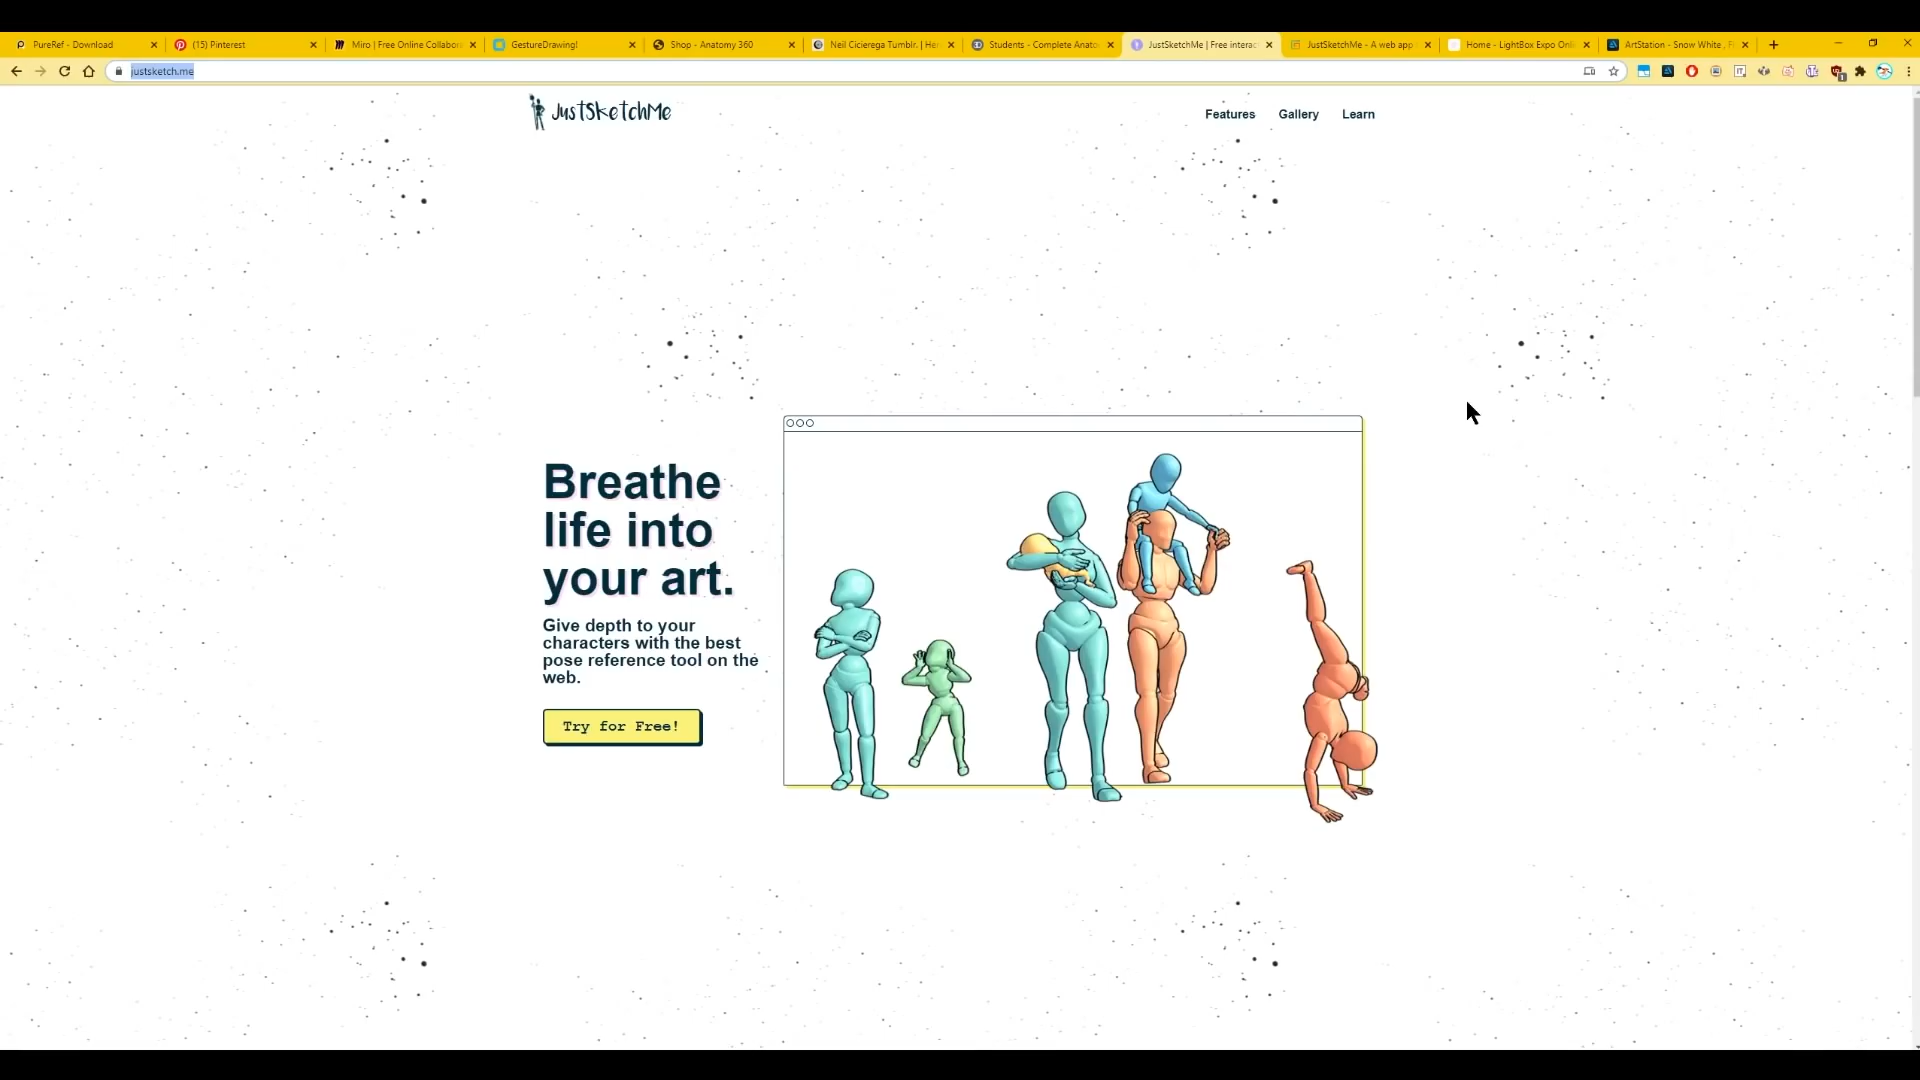 PureRef - Download
(15) Pinterest
Miro | Free Online Collabora
GestureDrawing!
Shop - Anatomy 360
Neil Cicierega Tumblr. | He
Students - Complete Anato
JustSketchMe | Free interac
JustSketchMe - A web app
Home - LightBox Expo Onli
ArtStation - Snow White , F
justsketch.me
JustSketchMe
Features
Gallery
Learn
Breathe
life into
your art.
Give depth to your
characters with the best
pose reference tool on the
web.
Try for Free!